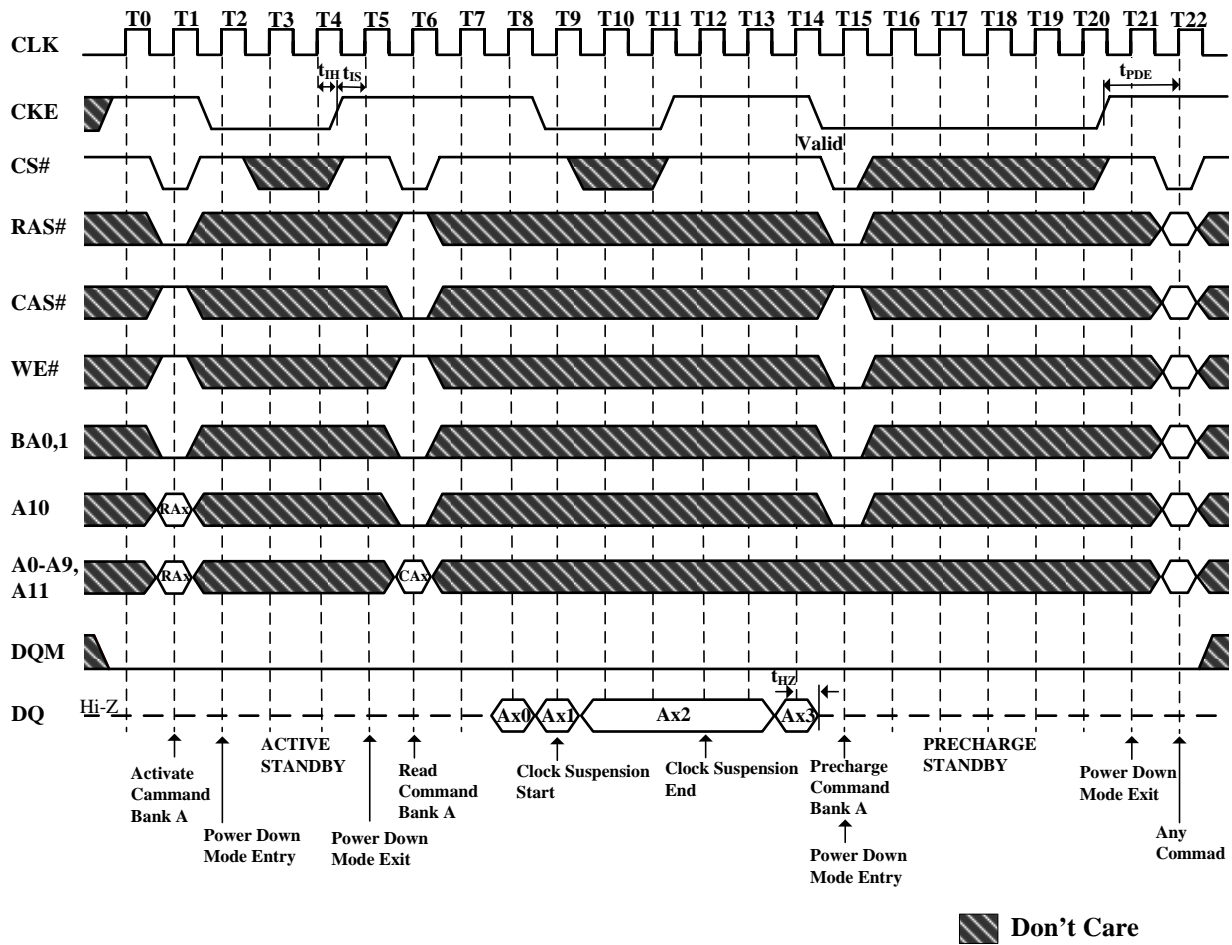 T0 T1 T2 T3 T4 T5 T6 T7 T8 T9 T10 T11 T12 T13 T14 T15 T16 T17 T18 T19 T20 T21 T22
CLK
tIH tIS
tPDE
CKE
Valid
CS#
RAS#
CAS#
WE#
BA0,1
A10
RAx
A0-A9,
A11
RAx
CAx
DQM
tHZ
DQ
Hi-Z
Ax0 Ax1 Ax2 Ax3
Activate
Cammand
Bank A
ACTIVE
STANDBY
Read
Command
Bank A
Clock Suspension
Start
Clock Suspension
End
Precharge
Command
Bank A
PRECHARGE
STANDBY
Power Down
Mode Exit
Power Down
Mode Entry
Power Down
Mode Exit
Power Down
Mode Entry
Any
Commad
Don't Care